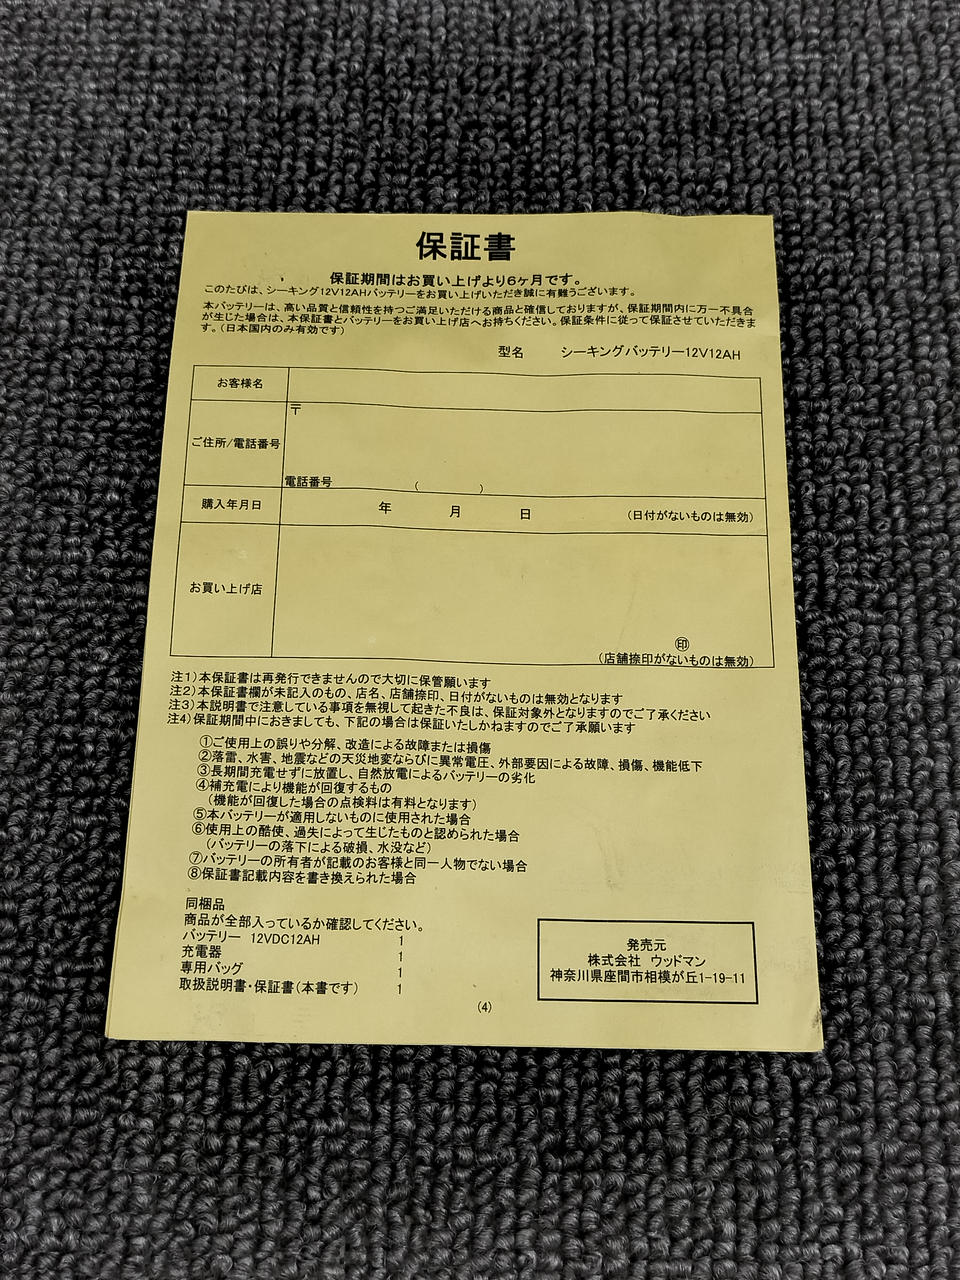 保証書
保証期間はお買い上げより6ヶ月です。
このたびは、シーキング12V12AHバッテリーをお買い上げいただき誠に有難うございます。
本バッテリーは、高い品質と信頼性を持つご満足いただける商品と確信しておりますが、保証期間内に万一不具合
が生じた場合は、本保証書とバッテリーをお買い上げ店へお持ちください。保証条件に従って保証させていただきま
す。(日本国内のみ有効です)
型名 シーキングバッテリー12V12AH
お客様名
〒
ご住所/電話番号
電話番号 ( )
購入年月日 年 月 日 (日付がないものは無効)
お買い上げ店
㊞
(店舗捺印がないものは無効)
注1)本保証書は再発行できませんので大切に保管願います
注2)本保証書欄が未記入のもの、店名、店舗捺印、日付がないものは無効となります
注3)本説明書で注意している事項を無視して起きた不良は、保証対象外となりますのでご了承ください
注4)保証期間中におきましても、下記の場合は保証いたしかねますのでご了承願います
①ご使用上の誤りや分解、改造による故障または損傷
②落雷、水害、地震などの天災地変ならびに異常電圧、外部要因による故障、損傷、機能低下
③長期間充電せずに放置し、自然放電によるバッテリーの劣化
④補充電により機能が回復するもの
(機能が回復した場合の点検料は有料となります)
⑤本バッテリーが適用しないものに使用された場合
⑥使用上の酷使、過失によって生じたものと認められた場合
(バッテリーの落下による破損、水没など)
⑦バッテリーの所有者が記載のお客様と同一人物でない場合
⑧保証書記載内容を書き換えられた場合
同梱品
商品が全部入っているか確認してください。
バッテリー 12VDC12AH 1
充電器 1
専用バッグ 1
取扱説明書・保証書(本書です) 1
発売元
株式会社 ウッドマン
神奈川県座間市相模が丘1-19-11
(4)